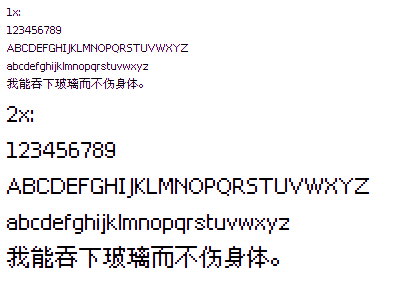 1x:
123456789
ABCDEFGHIJKLMNOPQRSTUVWXYZ
abcdefghijklmnopqrstuvwxyz
我能吞下玻璃而不伤身体。
2x:
123456789
ABCDEFGHIJKLMNOPQRSTUVWXYZ
abcdefghijklmnopqrstuvwxyz
我能吞下玻璃而不伤身体。